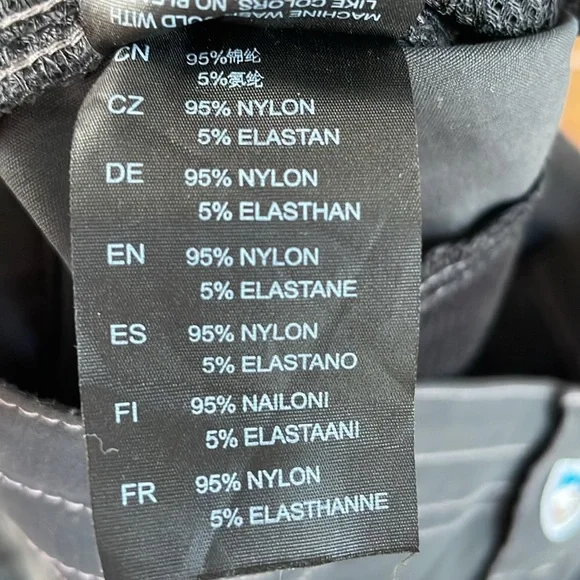 MACHINE WASH COLD WITH
LIKE COLORS. NO BL
CN 95%锦纶
5%氨纶
CZ 95% NYLON
5% ELASTAN
DE 95% NYLON
5% ELASTHAN
EN 95% NYLON
5% ELASTANE
ES 95% NYLON
5% ELASTANO
FI 95% NAILONI
5% ELASTAANI
FR 95% NYLON
5% ELASTHANNE